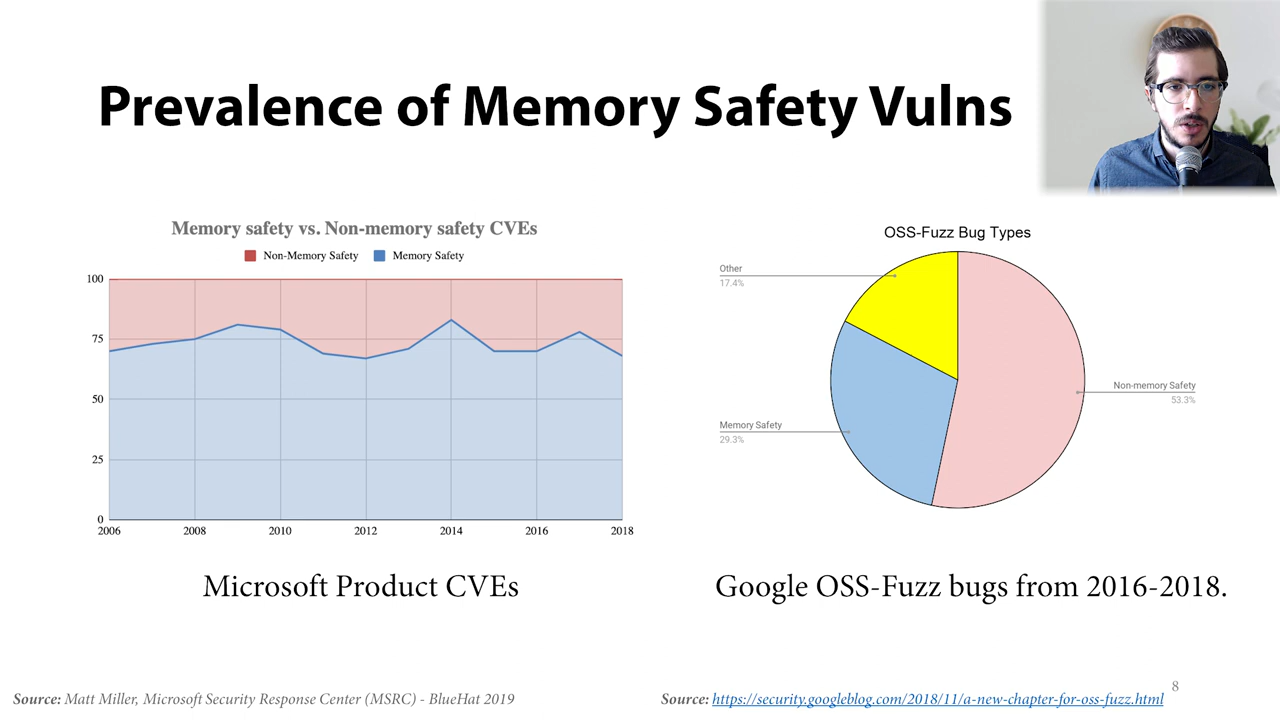 Prevalence of Memory Safety Vulns
Memory safety vs. Non-memory safety CVEs
Non-Memory Safety
Memory Safety
100
75
50
25
0
2006
2008
2010
2012
2014
2016
2018
Microsoft Product CVEs
OSS-Fuzz Bug Types
Other
17.4%
Non-memory Safety
53.3%
Memory Safety
29.3%
Google OSS-Fuzz bugs from 2016-2018.
Source: Matt Miller, Microsoft Security Response Center (MSRC) - BlueHat 2019
Source: https://security.googleblog.com/2018/11/a-new-chapter-for-oss-fuzz.html
8